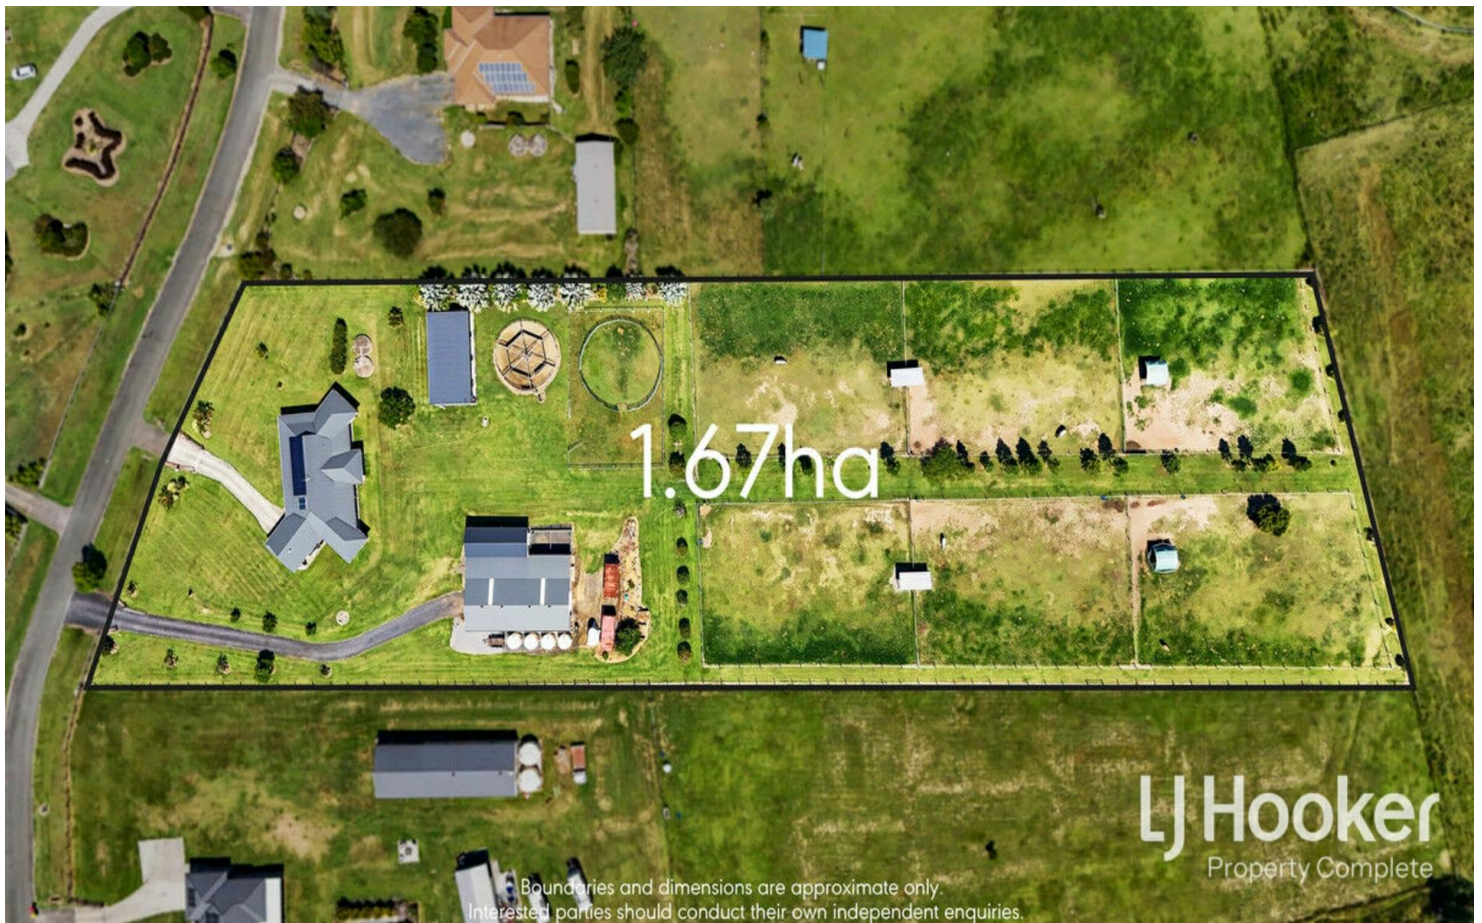 1.67ha
LJ Hooker
Property Complete
Boundaries and dimensions are approximate only.
Interested parties should conduct their own independent enquiries.